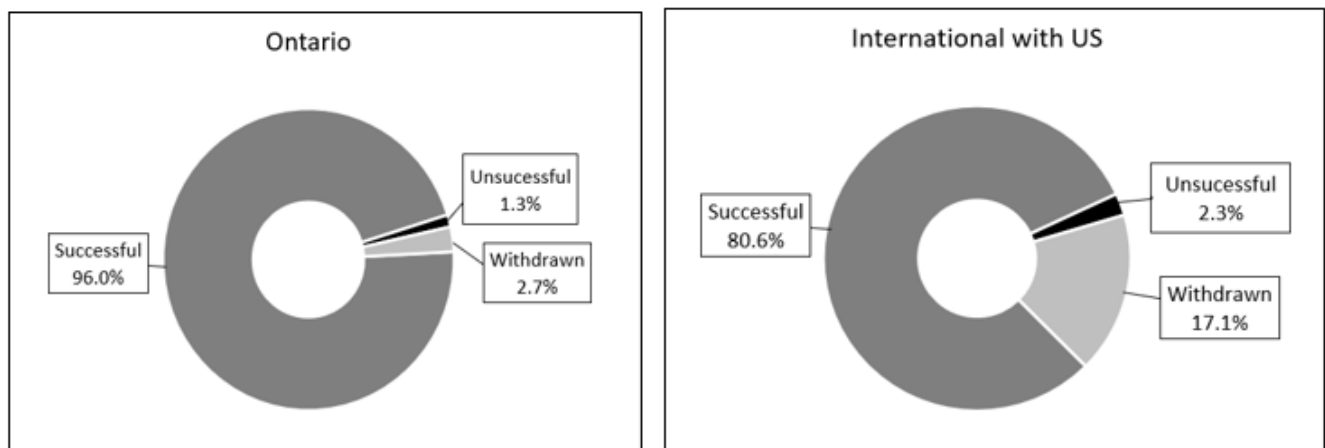 Ontario
Unsucessful
1.3%
Successful
96.0%
Withdrawn
2.7%
International with US
Unsucessful
2.3%
Successful
80.6%
Withdrawn
17.1%